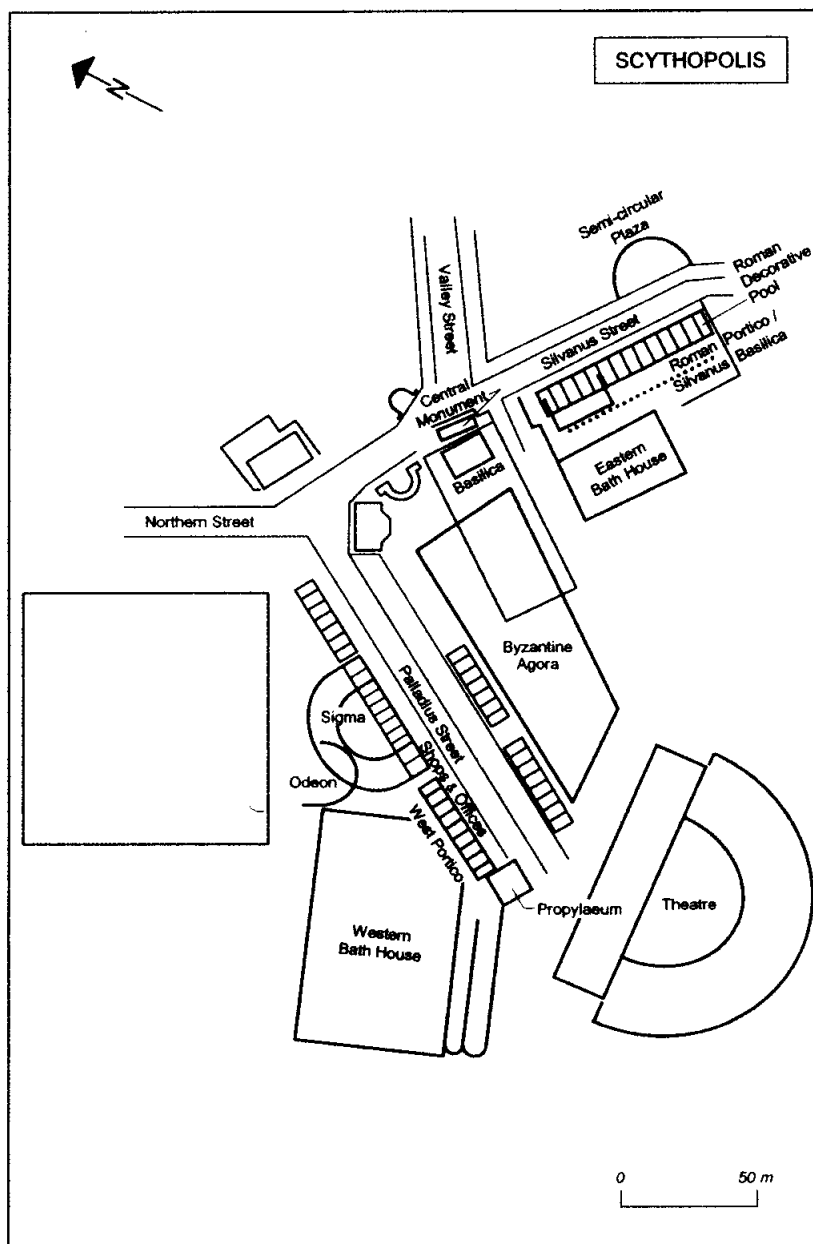 SCYTHOPOLIS
N
Semi-circular
Plaza
Roman
Decorative
Pool
Valley Street
Silvanus Street
Roman Portico /
Silvanus Basilica
Central
Monument
Basilica
Eastern
Bath House
Northern Street
Byzantine
Agora
Palladius Street
Sigma
Shops & Offices
Odeon
West Portico
Propylaeum
Theatre
Western
Bath House
0 50 m